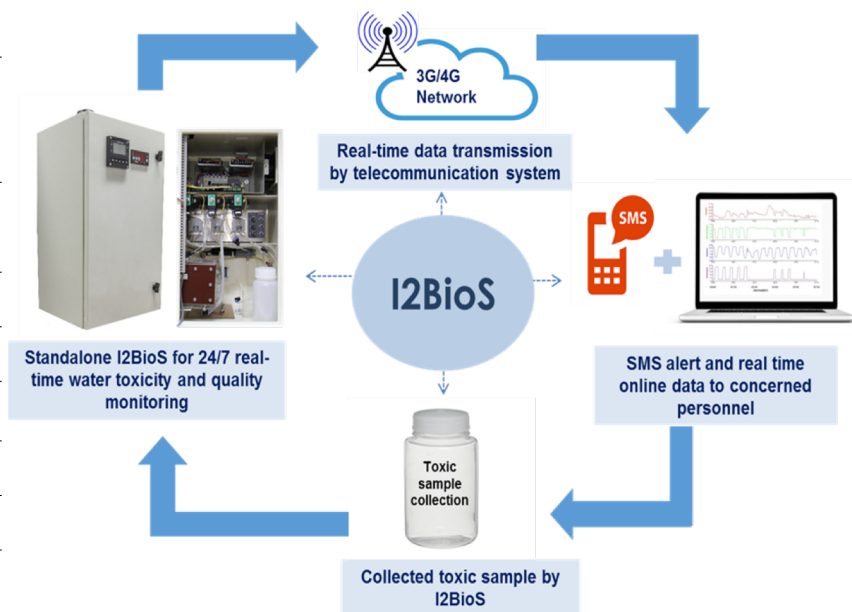 3G/4G
Network
Real-time data transmission
by telecommunication system
SMS
I2BioS
Standalone I2BioS for 24/7 real-
time water toxicity and quality
monitoring
SMS alert and real time
online data to concerned
personnel
Toxic
sample
collection
Collected toxic sample by
I2BioS